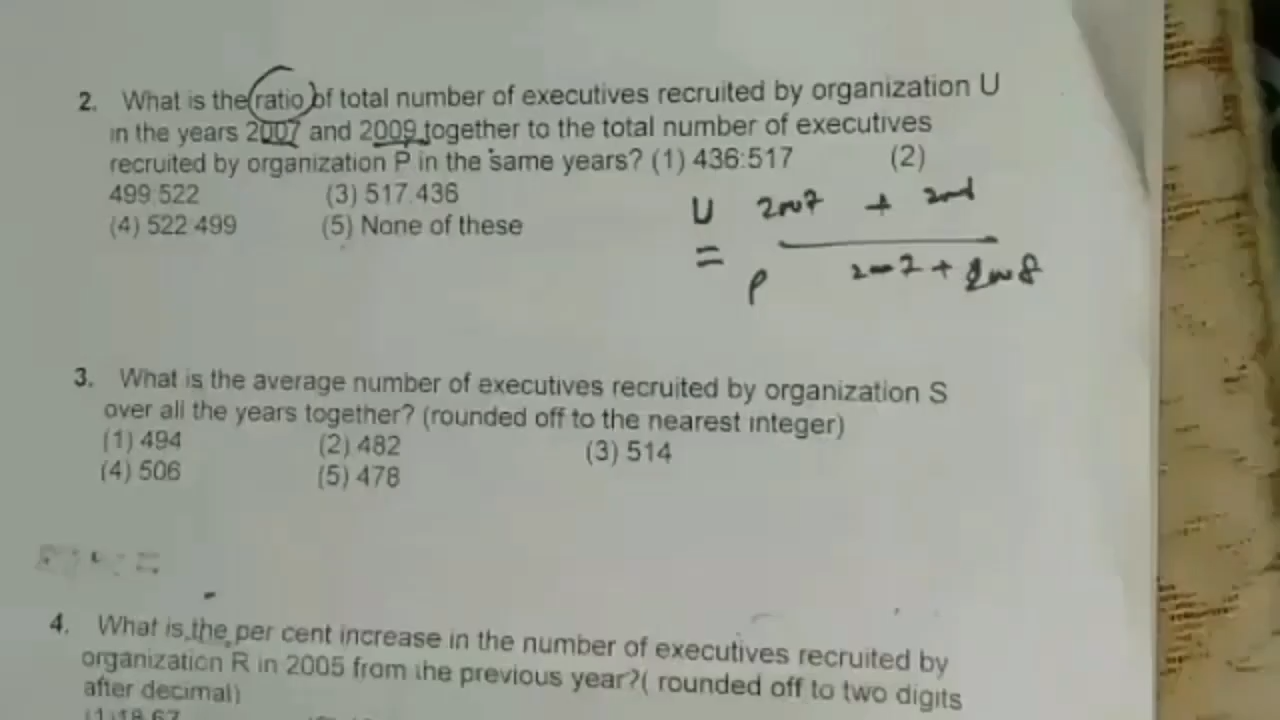 2. What is the ratio of total number of executives recruited by organization U
in the years 2007 and 2009 together to the total number of executives
recruited by organization P in the same years? (1) 436:517 (2)
499:522 (3) 517:436
(4) 522:499 (5) None of these
U 2007 +
=
P 2007 + 2008
3. What is the average number of executives recruited by organization S
over all the years together? (rounded off to the nearest integer)
(1) 494 (2) 482 (3) 514
(4) 506 (5) 478
4. What is the per cent increase in the number of executives recruited by
organization R in 2005 from the previous year?( rounded off to two digits
after decimal)
(1) 18.67